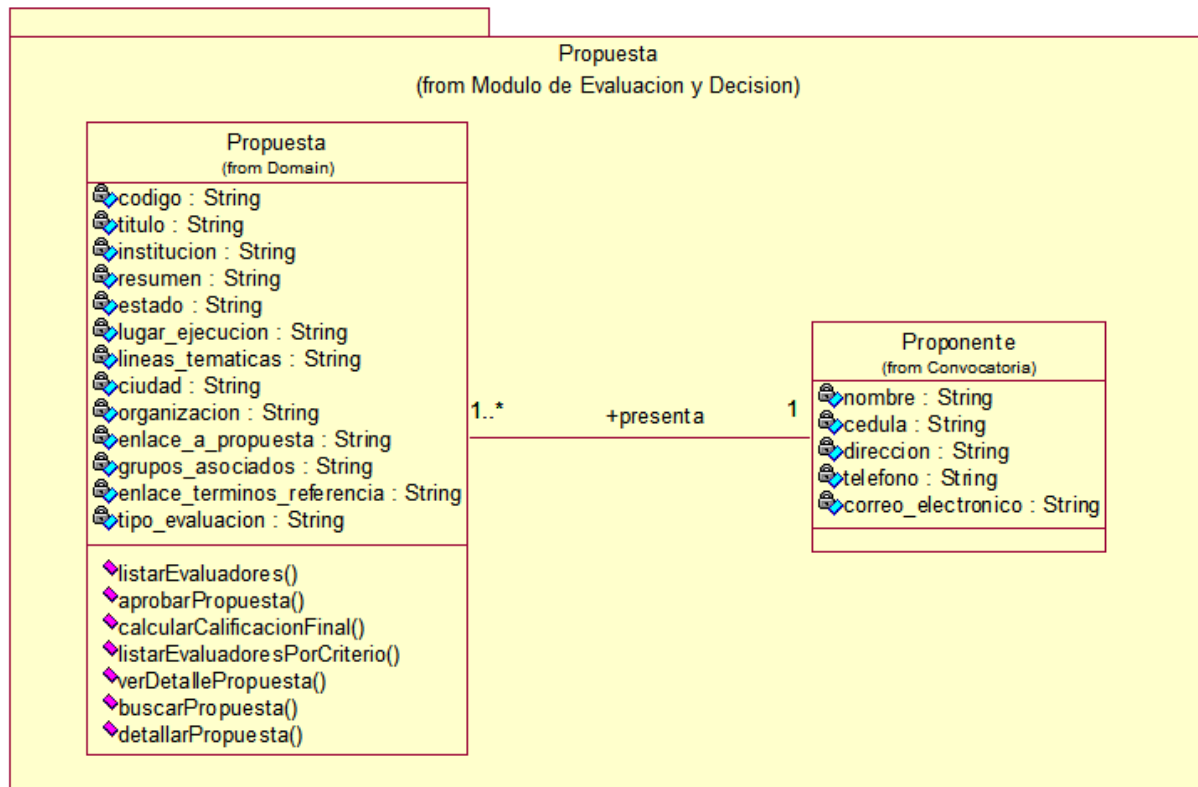 Propuesta
(from Modulo de Evaluacion y Decision)
Propuesta
(from Domain)
codigo : String
titulo : String
institucion : String
resumen : String
estado : String
lugar_ejecucion : String
lineas_tematicas : String
ciudad : String
organizacion : String
enlace_a_propuesta : String
grupos_asociados : String
enlace_terminos_referencia : String
tipo_evaluacion : String
listarEvaluadores()
aprobarPropuesta()
calcularCalificacionFinal()
listarEvaluadoresPorCriterio()
verDetallePropuesta()
buscarPropuesta()
detallarPropuesta()
1..* +presenta 1
Proponente
(from Convocatoria)
nombre : String
cedula : String
direccion : String
telefono : String
correo_electronico : String